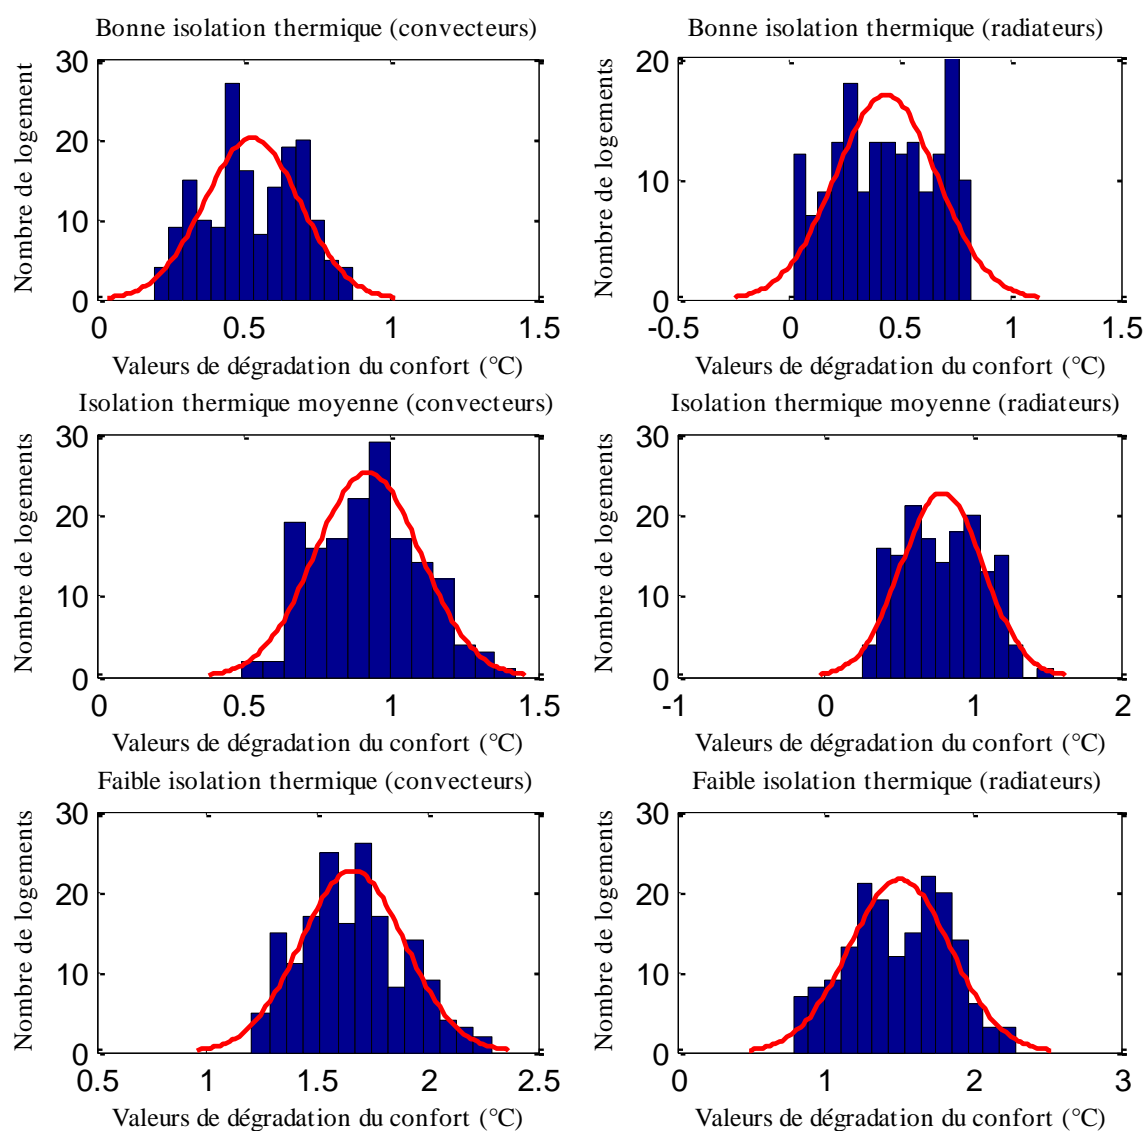 Bonne isolation thermique (convecteurs)
Nombre de logement
30
20
10
0
0 0.5 1 1.5
Valeurs de dégradation du confort (°C)
Bonne isolation thermique (radiateurs)
Nombre de logements
20
10
0
-0.5 0 0.5 1 1.5
Valeurs de dégradation du confort (°C)
Isolation thermique moyenne (convecteurs)
Nombre de logements
30
20
10
0
0 0.5 1 1.5
Valeurs de dégradation du confort (°C)
Isolation thermique moyenne (radiateurs)
Nombre de logements
30
20
10
0
-1 0 1 2
Valeurs de dégradation du confort (°C)
Faible isolation thermique (convecteurs)
Nombre de logements
30
20
10
0
0.5 1 1.5 2 2.5
Valeurs de dégradation du confort (°C)
Faible isolation thermique (radiateurs)
Nombre de logements
30
20
10
0
0 1 2 3
Valeurs de dégradation du confort (°C)